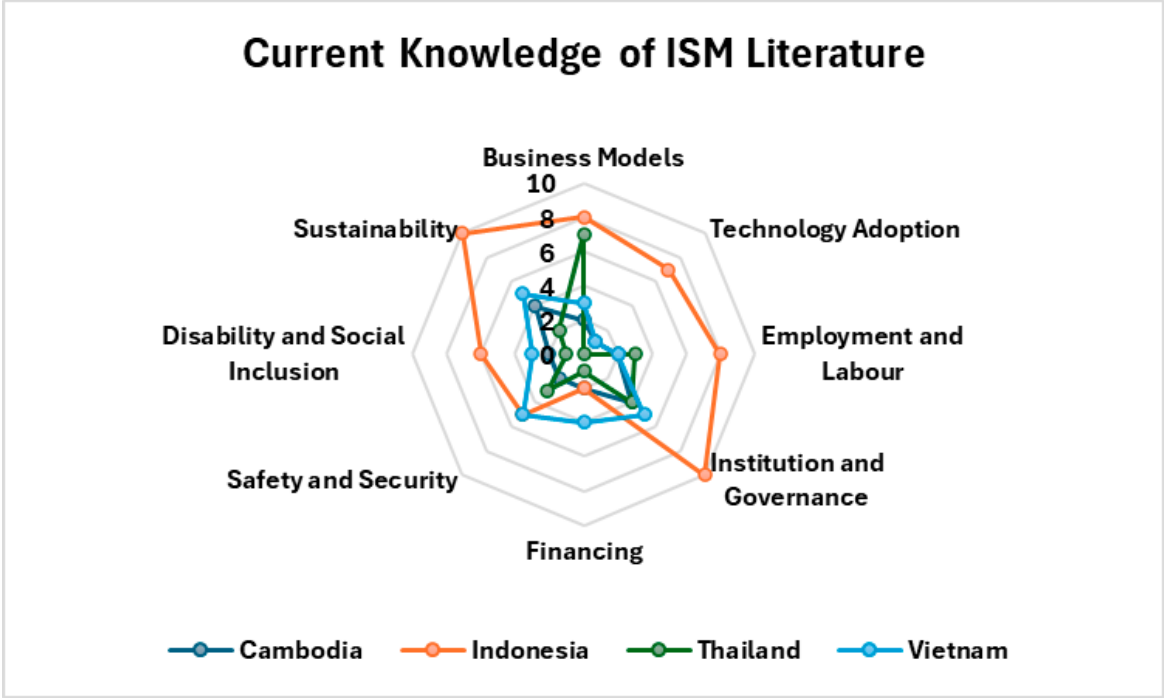 Current Knowledge of ISM Literature
Business Models
10
8
6
4
2
0
Sustainability
Technology Adoption
Disability and Social
Inclusion
Employment and
Labour
Safety and Security
Institution and
Governance
Financing
Cambodia
Indonesia
Thailand
Vietnam